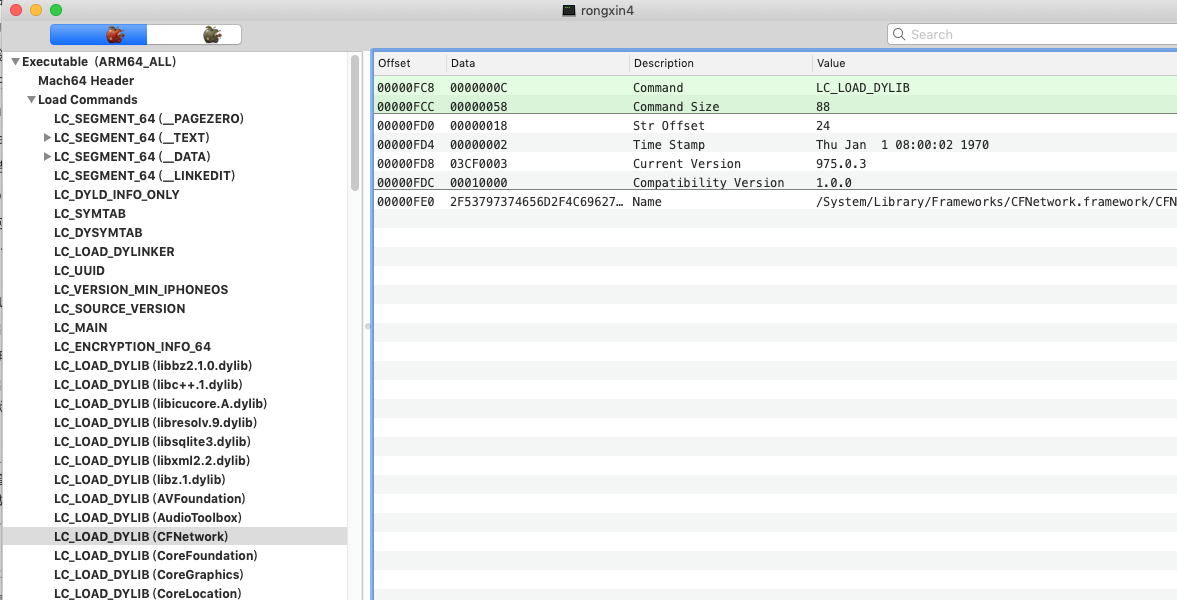 rongxin4
Search
Executable (ARM64_ALL)
Mach64 Header
Load Commands
LC_SEGMENT_64 (__PAGEZERO)
LC_SEGMENT_64 (__TEXT)
LC_SEGMENT_64 (__DATA)
LC_SEGMENT_64 (__LINKEDIT)
LC_DYLD_INFO_ONLY
LC_SYMTAB
LC_DYSYMTAB
LC_LOAD_DYLINKER
LC_UUID
LC_VERSION_MIN_IPHONEOS
LC_SOURCE_VERSION
LC_MAIN
LC_ENCRYPTION_INFO_64
LC_LOAD_DYLIB (libbz2.1.0.dylib)
LC_LOAD_DYLIB (libc++.1.dylib)
LC_LOAD_DYLIB (libicucore.A.dylib)
LC_LOAD_DYLIB (libresolv.9.dylib)
LC_LOAD_DYLIB (libsqlite3.dylib)
LC_LOAD_DYLIB (libxml2.2.dylib)
LC_LOAD_DYLIB (libz.1.dylib)
LC_LOAD_DYLIB (AVFoundation)
LC_LOAD_DYLIB (AudioToolbox)
LC_LOAD_DYLIB (CFNetwork)
LC_LOAD_DYLIB (CoreFoundation)
LC_LOAD_DYLIB (CoreGraphics)
LC_LOAD_DYLIB (CoreLocation)
Offset Data Description Value
00000FC8 0000000C Command LC_LOAD_DYLIB
00000FCC 00000058 Command Size 88
00000FD0 00000018 Str Offset 24
00000FD4 00000002 Time Stamp Thu Jan  1 08:00:02 1970
00000FD8 03CF0003 Current Version 975.0.3
00000FDC 00010000 Compatibility Version 1.0.0
00000FE0 2F53797374656D2F4C69627… Name /System/Library/Frameworks/CFNetwork.framework/CFN